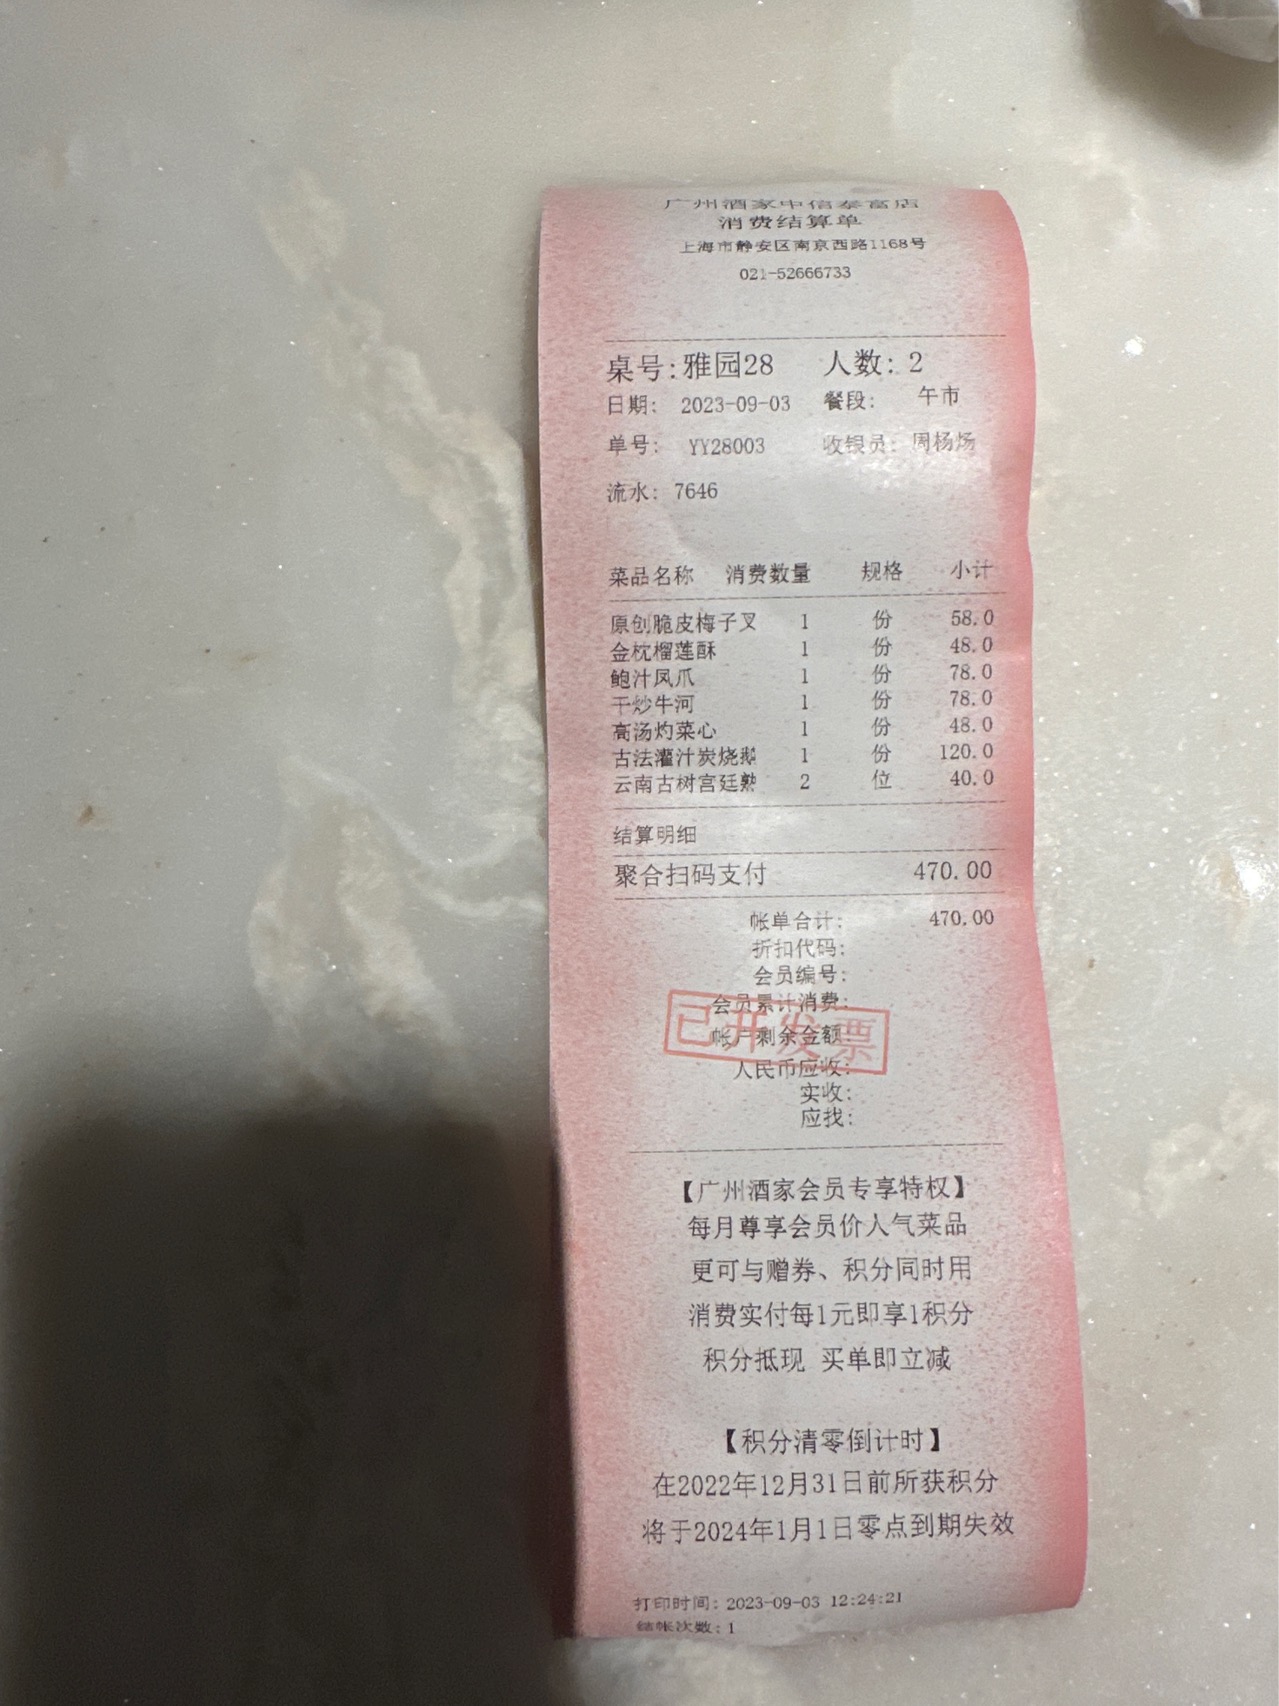 广州酒家中信泰富店
消费结算单
上海市静安区南京西路1168号
021-52666733
桌号:雅园28 人数: 2
日期: 2023-09-03 餐段: 午市
单号: YY28003 收银员: 周杨炀
流水: 7646
菜品名称 消费数量 规格 小计
原创脆皮梅子叉 1 份 58.0
金枕榴莲酥 1 份 48.0
鲍汁凤爪 1 份 78.0
干炒牛河 1 份 78.0
高汤灼菜心 1 份 48.0
古法灌汁炭烧鹅 1 份 120.0
云南古树宫廷熟 2 位 40.0
结算明细
聚合扫码支付 470.00
帐单合计: 470.00
折扣代码:
会员编号:
会员累计消费:
已开发票
帐户剩余金额:
人民币应收:
实收:
应找:
【广州酒家会员专享特权】
每月尊享会员价人气菜品
更可与赠券、积分同时用
消费实付每1元即享1积分
积分抵现 买单即立减
【积分清零倒计时】
在2022年12月31日前所获积分
将于2024年1月1日零点到期失效
打印时间: 2023-09-03 12:24:21
结帐次数: 1